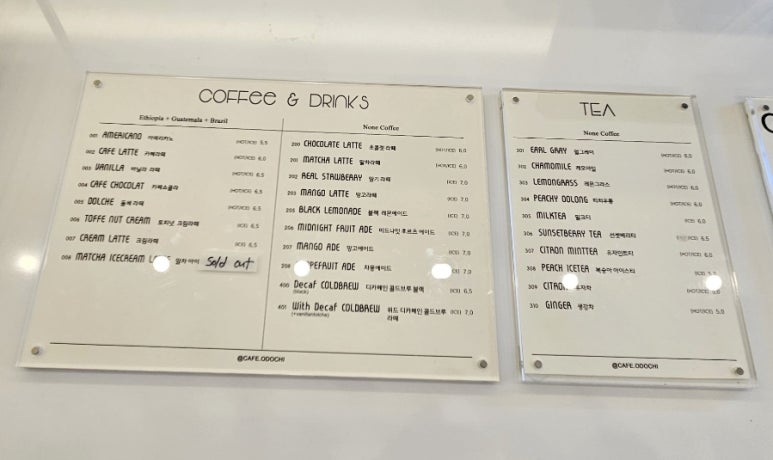 COFFEE & DRINKS
Ethiopia + Guatemala + Brazil
001 AMERICANO 아메리카노 (HOT/ICE) 5.5
002 CAFE LATTE 카페라떼 (HOT/ICE) 6.0
003 VANILLA 바닐라 라떼 (HOT/ICE) 6.5
004 CAFE CHOCOLAT 카페쇼콜라 (HOT/ICE) 6.5
005 DOLCHE 돌체 라떼 (HOT/ICE) 6.5
006 TOFFE NUT CREAM 토피넛 크림라떼 (ICE) 6.5
007 CREAM LATTE 크림라떼 (ICE) 6.5
008 MATCHA ICECREAM 말차 아이 Sold out
None Coffee
200 CHOCOLATE LATTE 초콜릿 라떼 (HOT/ICE) 6.0
201 MATCHA LATTE 말차라떼 (HOT/ICE) 6.0
202 REAL STRAWBERRY 딸기 라떼 (ICE) 7.0
203 MANGO LATTE 망고라떼 (ICE) 7.0
205 BLACK LEMONADE 블랙 레몬에이드 (ICE) 7.0
206 MIDNIGHT FRUIT ADE 미드나잇 후르츠 에이드 (ICE) 7.0
207 MANGO ADE 망고에이드 (ICE) 7.0
208 ADE 자몽에이드 (ICE) 7.0
400 Decaf COLDBREW 디카페인 콜드브루 블랙 (ICE) 6.5
(black)
401 With Decaf COLDBREW 위드 디카페인 콜드브루 라떼 (ICE) 7.0
@CAFE.ODOCHI
TEA
None Coffee
301 EARL GRAY 얼그레이 (HOT/ICE) 6.0
302 CHAMOMILE 캐모마일 (HOT/ICE) 6.0
303 LEMONGRASS 레몬그라스 (HOT/ICE) 6.0
304 PEACHY OOLONG 피치우롱 (HOT/ICE) 6.0
305 MILKTEA 밀크티 (ICE) 6.0
306 SUNSETBERRY TEA 선셋베리티 6.5
307 CITRON MINTTEA 유자민트티 (HOT/ICE) 6.0
308 PEACH ICETEA 복숭아 아이스티 (ICE) 5.5
309 CITRON 유자차 (HOT/ICE) 5.0
310 GINGER 생강차 (HOT/ICE) 5.0
@CAFE.ODOCHI